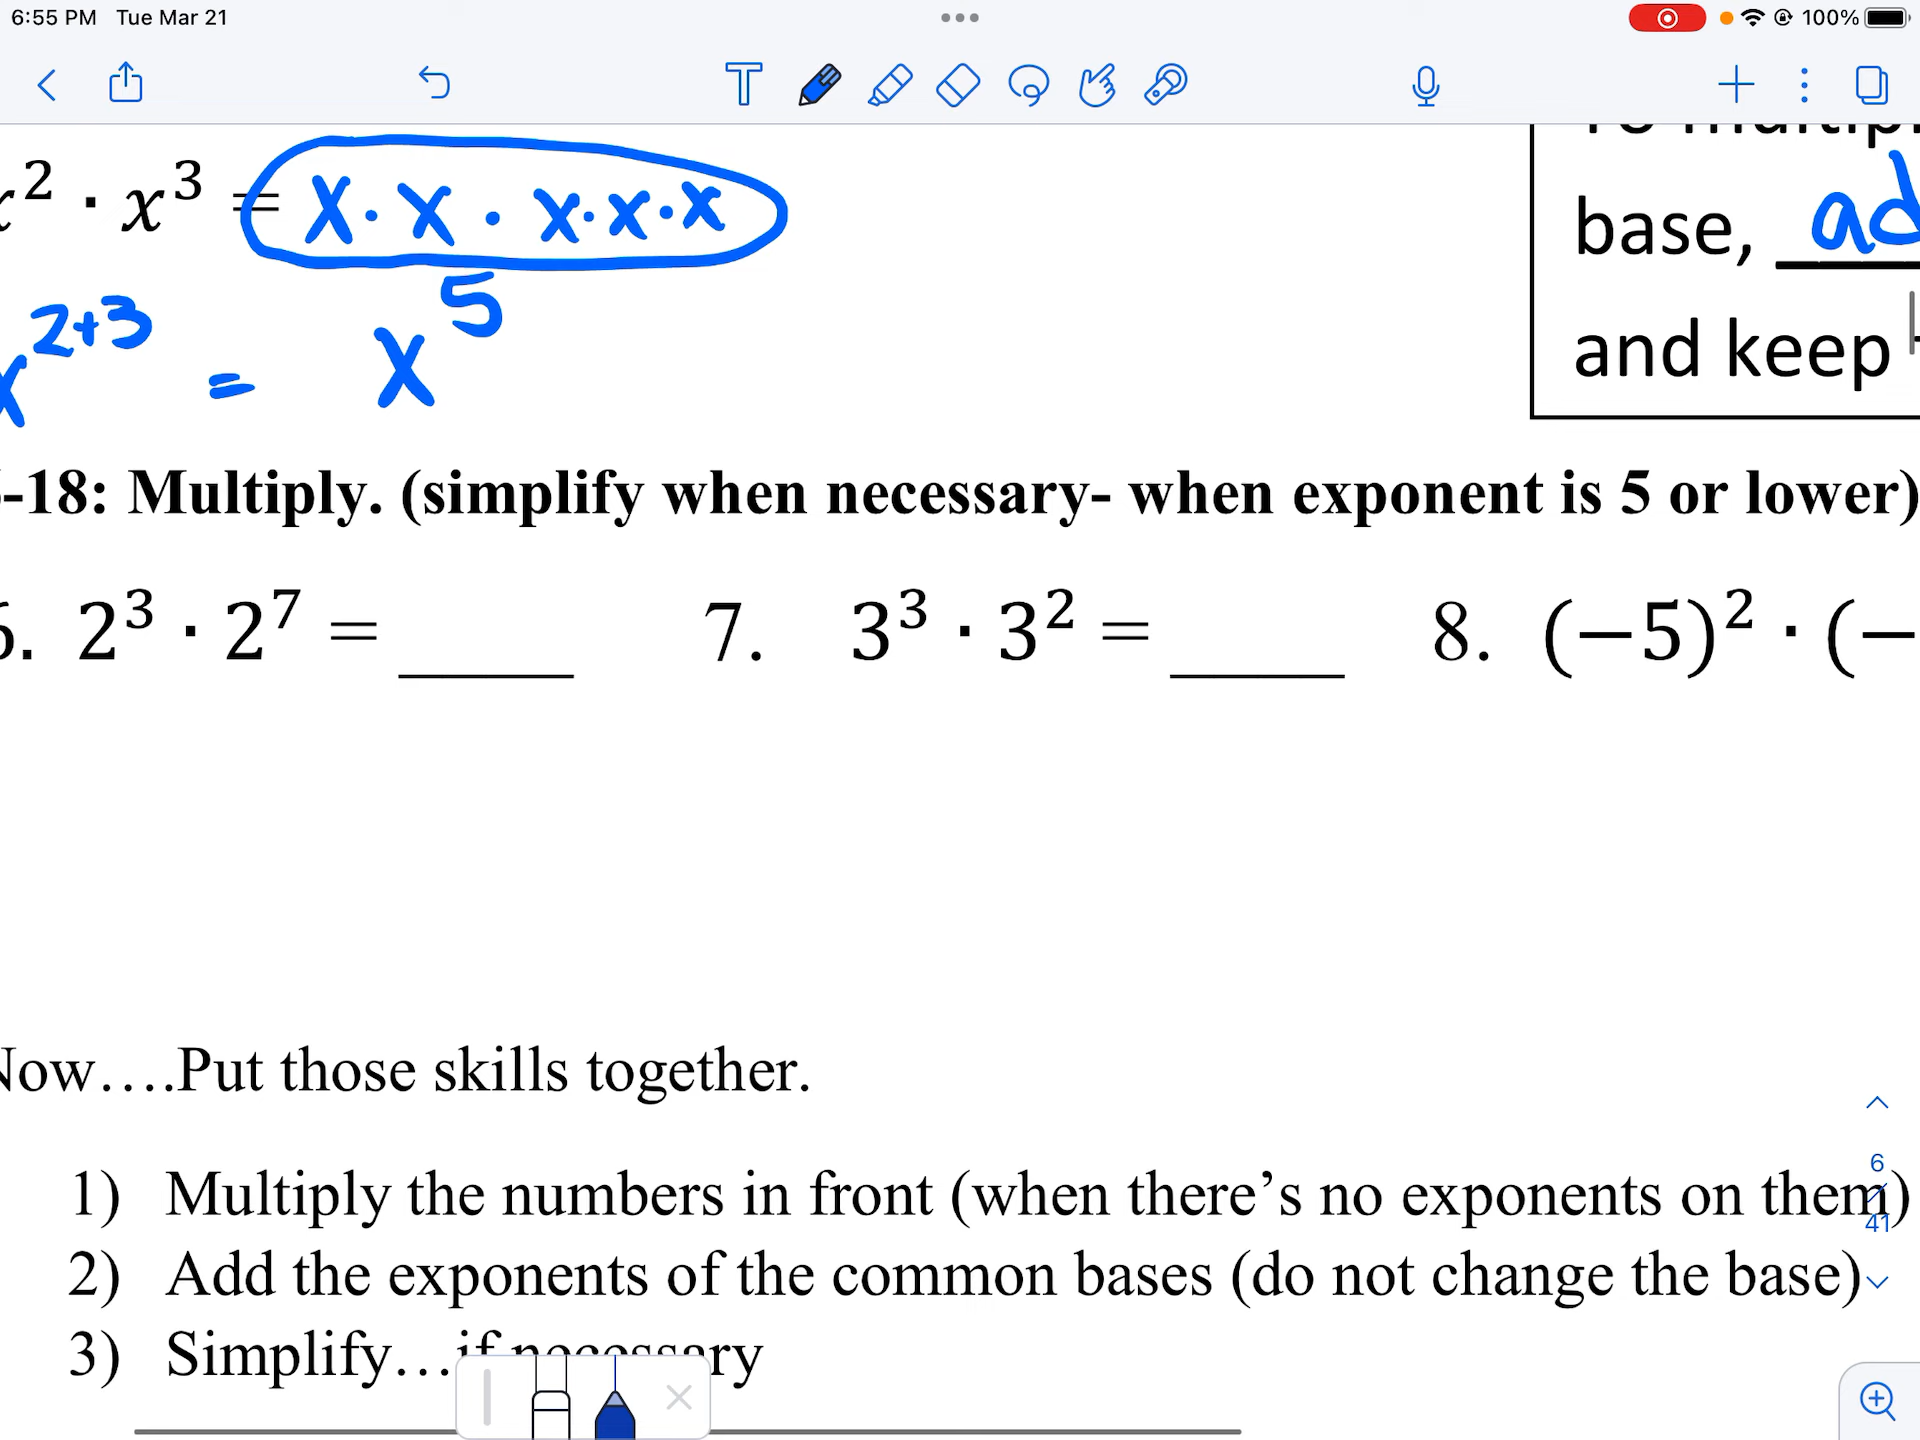 6:55 PM Tue Mar 21
100%
x² · x³ = x · x · x · x · x
base, ad
x²⁺³ = x⁵
and keep
-18: Multiply. (simplify when necessary- when exponent is 5 or lower)
6. 2³ · 2⁷ = ____ 7. 3³ · 3² = ____ 8. (−5)² · (−
Now….Put those skills together.
1) Multiply the numbers in front (when there’s no exponents on them)
2) Add the exponents of the common bases (do not change the base)
3) Simplify…if necessary
6
41